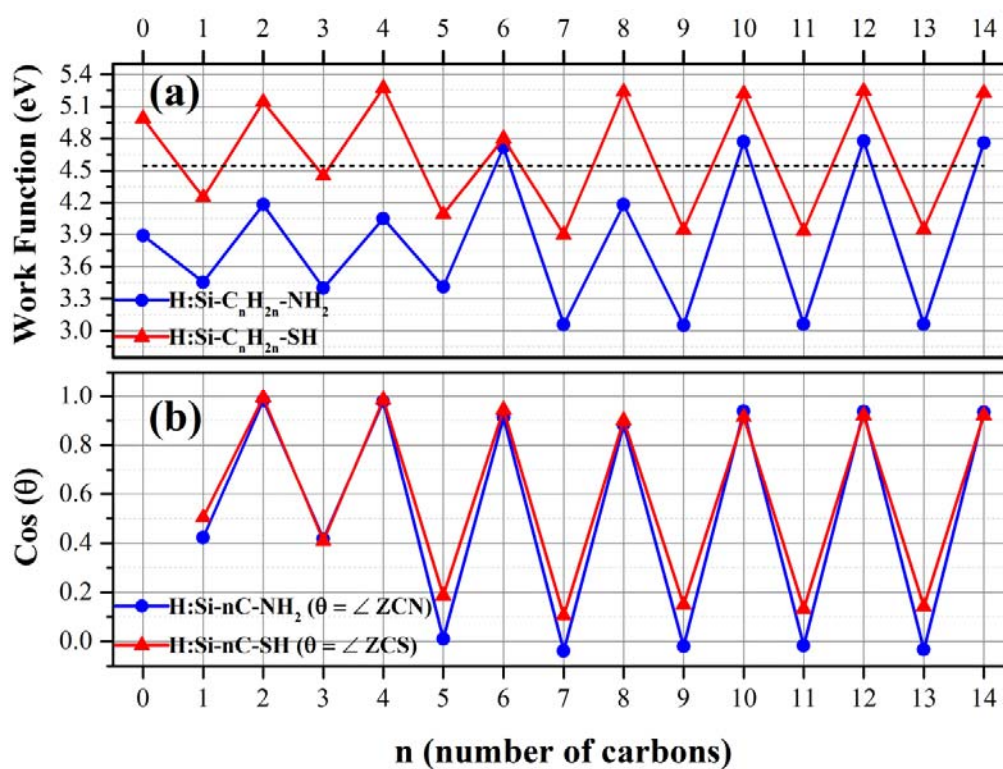 0 1 2 3 4 5 6 7 8 9 10 11 12 13 14
(a)
Work Function (eV)
5.4
5.1
4.8
4.5
4.2
3.9
3.6
3.3
3.0
H:Si-CₙH₂ₙ-NH₂
H:Si-CₙH₂ₙ-SH
(b)
Cos (θ)
1.0
0.8
0.6
0.4
0.2
0.0
H:Si-nC-NH₂ (θ = ∠ ZCN)
H:Si-nC-SH (θ = ∠ ZCS)
0 1 2 3 4 5 6 7 8 9 10 11 12 13 14
n (number of carbons)